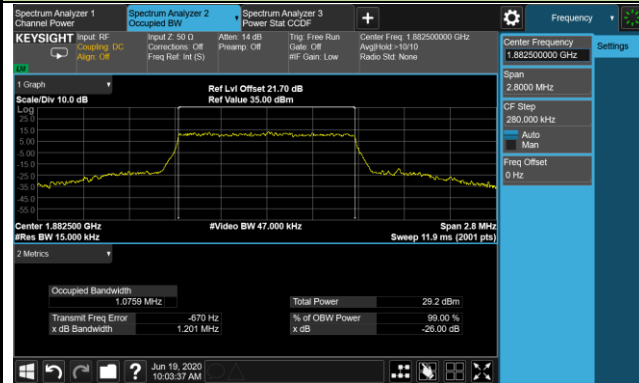 Spectrum Analyzer 1
Channel Power
Spectrum Analyzer 2
Occupied BW
Spectrum Analyzer 3
Power Stat CCDF
Frequency
KEYSIGHT
Input: RF
Coupling: DC
Align: Off
Input Z: 50 Ω
Corrections: Off
Freq Ref: Int (S)
Atten: 14 dB
Preamp: Off
Trig: Free Run
Gate: Off
#IF Gain: Low
Center Freq: 1.882500000 GHz
Avg|Hold:>10/10
Radio Std: None
Center Frequency
1.882500000 GHz
Settings
Span
2.8000 MHz
CF Step
280.000 kHz
Auto
Man
Freq Offset
0 Hz
1 Graph
Scale/Div 10.0 dB
Ref Lvl Offset 21.70 dB
Ref Value 35.00 dBm
Log
25.0
15.0
5.00
-5.00
-15.0
-25.0
-35.0
-45.0
-55.0
Center 1.882500 GHz
#Res BW 15.000 kHz
#Video BW 47.000 kHz
Span 2.8 MHz
Sweep 11.9 ms (2001 pts)
2 Metrics
Occupied Bandwidth
1.0759 MHz
Total Power 29.2 dBm
Transmit Freq Error -670 Hz
% of OBW Power 99.00 %
x dB Bandwidth 1.201 MHz
x dB -26.00 dB
Jun 19, 2020
10:03:37 AM